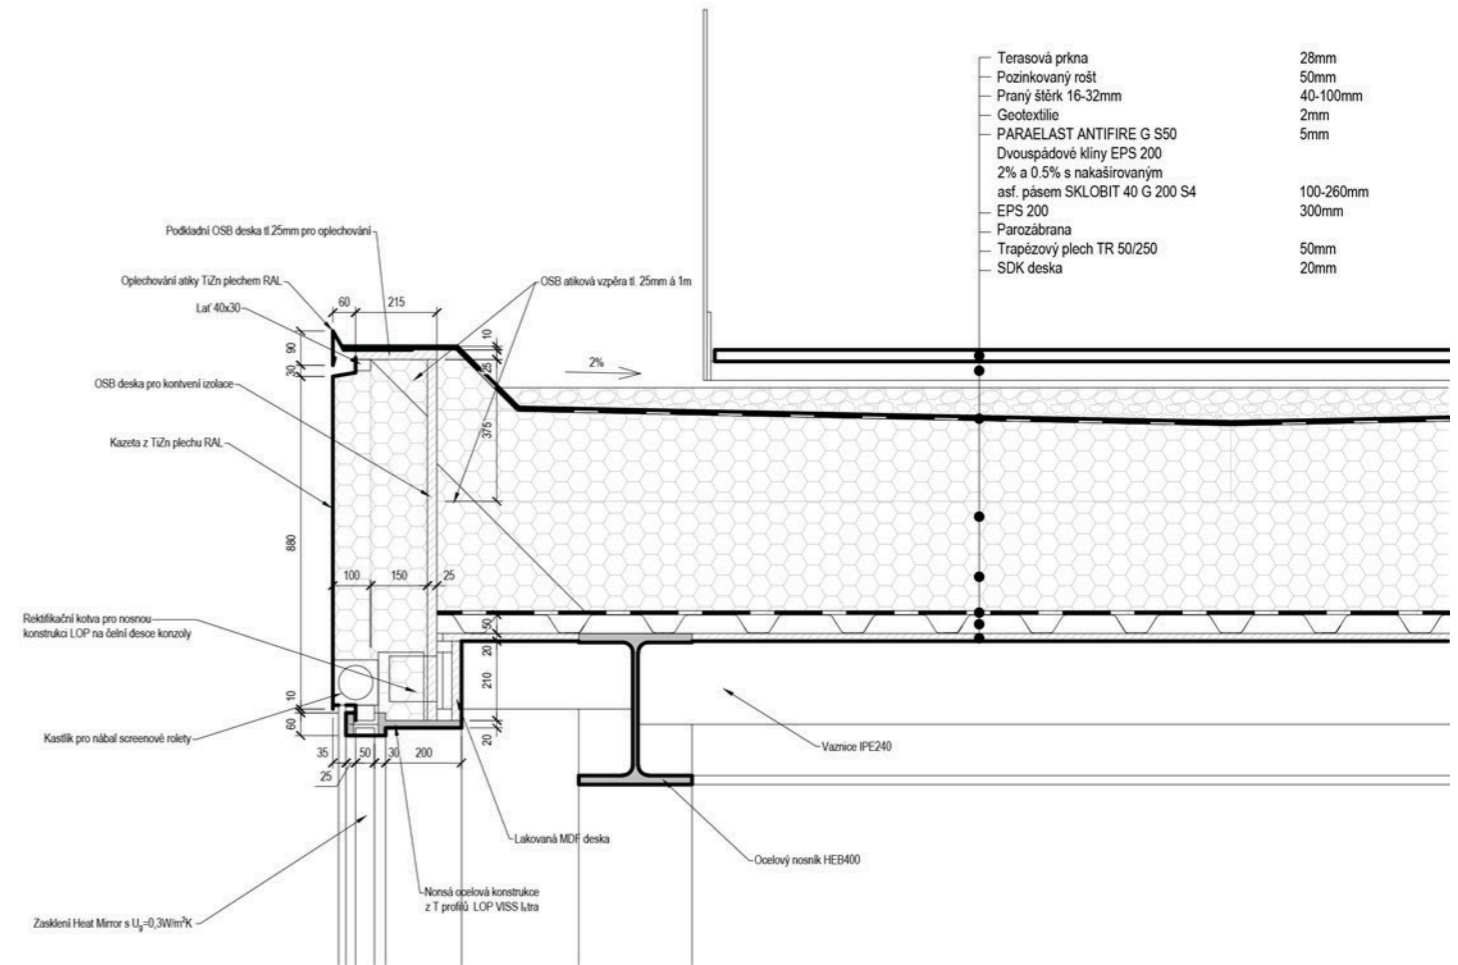 Terasová prkna 28mm
Pozinkovaný rošt 50mm
Praný štěrk 16-32mm 40-100mm
Geotextilie 2mm
PARAELAST ANTIFIRE G S50 5mm
Dvouspádové klíny EPS 200
2% a 0.5% s nakašírovaným
asf. pásem SKLOBIT 40 G 200 S4 100-260mm
EPS 200 300mm
Parozábrana
Trapézový plech TR 50/250 50mm
SDK deska 20mm
Podkladní OSB deska tl.25mm pro oplechování
Oplechování atiky TiZn plechem RAL
OSB atiková vzpěra tl. 25mm á 1m
Lať 40x30
60
215
90
30
10
25
2%
OSB deska pro kontvení izolace
375
Kazeta z TiZn plechu RAL
880
100
150
25
Rektifikační kotva pro nosnou
konstrukci LOP na čelní desce konzoly
50
20
210
10
60
20
Kastlík pro nábal screenové rolety
35
25
50
30
200
Vaznice IPE240
Lakovaná MDF deska
Ocelový nosník HEB400
Nonsá ocelová konstrukce
z T profilů LOP VISS Ixtra
Zasklení Heat Mirror s Ug=0,3W/m²K